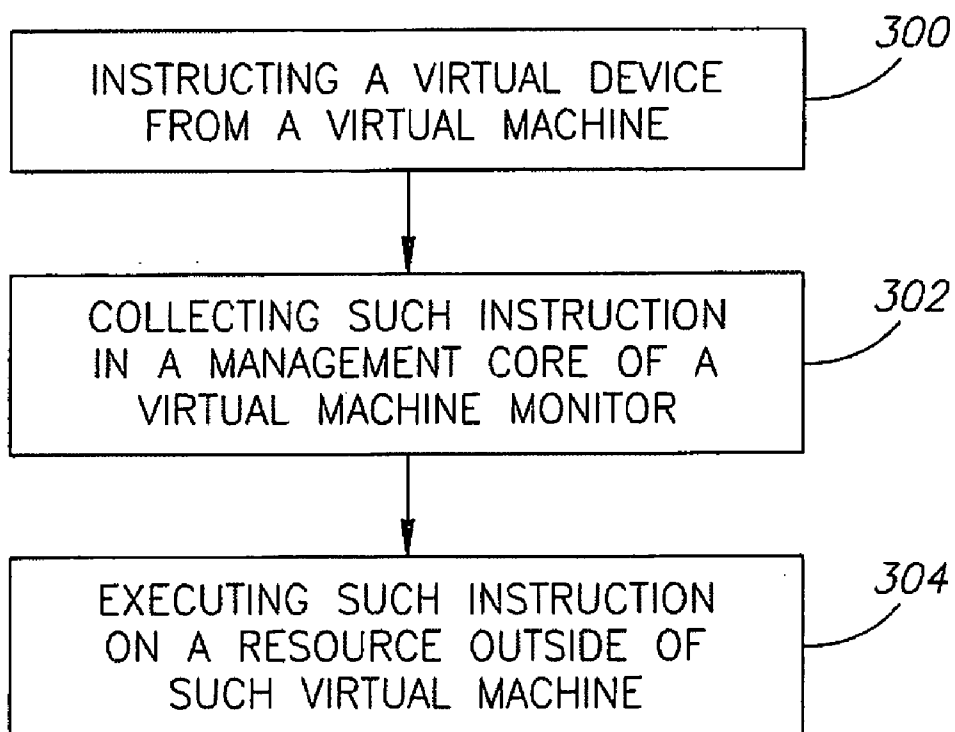 300
INSTRUCTING A VIRTUAL DEVICE
FROM A VIRTUAL MACHINE
302
COLLECTING SUCH INSTRUCTION
IN A MANAGEMENT CORE OF A
VIRTUAL MACHINE MONITOR
304
EXECUTING SUCH INSTRUCTION
ON A RESOURCE OUTSIDE OF
SUCH VIRTUAL MACHINE